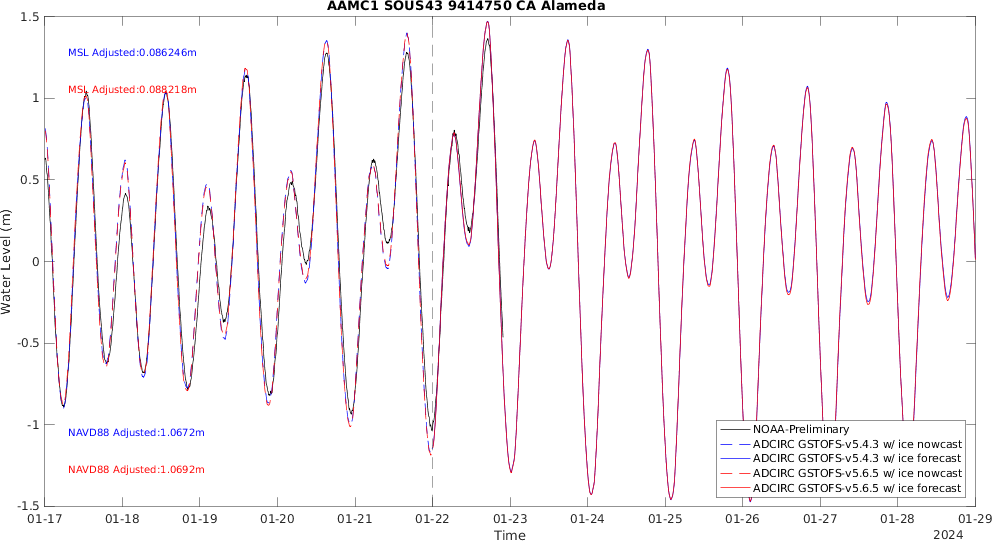 AAMC1 SOUS43 9414750 CA Alameda
1.5
1
0.5
0
-0.5
-1
-1.5
Water Level (m)
MSL Adjusted:0.086246m
MSL Adjusted:0.088218m
NAVD88 Adjusted:1.0672m
NAVD88 Adjusted:1.0692m
NOAA-Preliminary
ADCIRC GSTOFS-v5.4.3 w/ ice nowcast
ADCIRC GSTOFS-v5.4.3 w/ ice forecast
ADCIRC GSTOFS-v5.6.5 w/ ice nowcast
ADCIRC GSTOFS-v5.6.5 w/ ice forecast
01-17 01-18 01-19 01-20 01-21 01-22 01-23 01-24 01-25 01-26 01-27 01-28 01-29
Time
2024